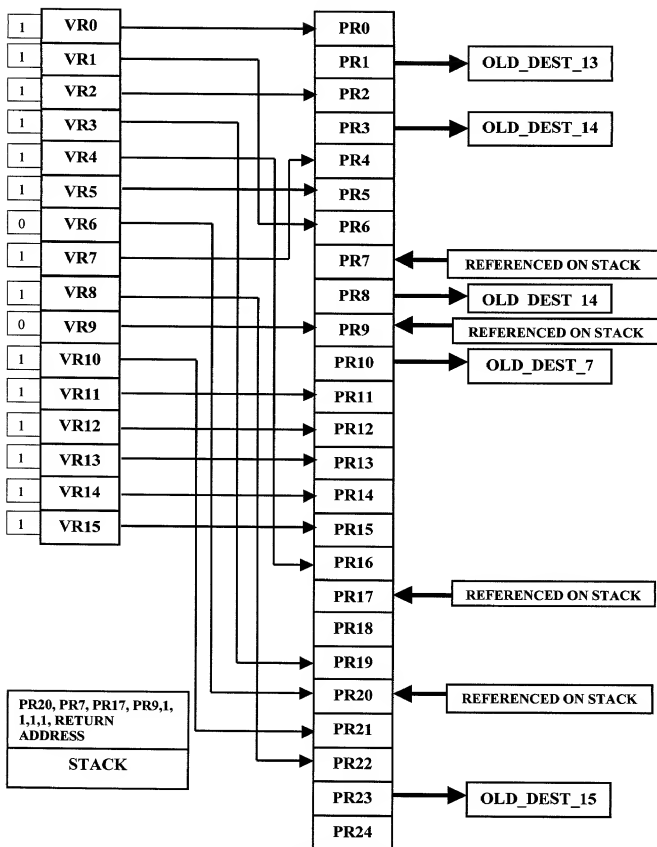 1 VR0 PR0
1 VR1 PR1 OLD_DEST_13
1 VR2 PR2
1 VR3 PR3 OLD_DEST_14
1 VR4 PR4
1 VR5 PR5
0 VR6 PR6
1 VR7 PR7 REFERENCED ON STACK
1 VR8 PR8 OLD_DEST_14
0 VR9 PR9 REFERENCED ON STACK
1 VR10 PR10 OLD_DEST_7
1 VR11 PR11
1 VR12 PR12
1 VR13 PR13
1 VR14 PR14
1 VR15 PR15
PR16
PR17 REFERENCED ON STACK
PR18
PR19
PR20 REFERENCED ON STACK
PR21
PR22
PR23 OLD_DEST_15
PR24
PR20, PR7, PR17, PR9,1,
1,1,1, RETURN
ADDRESS
STACK